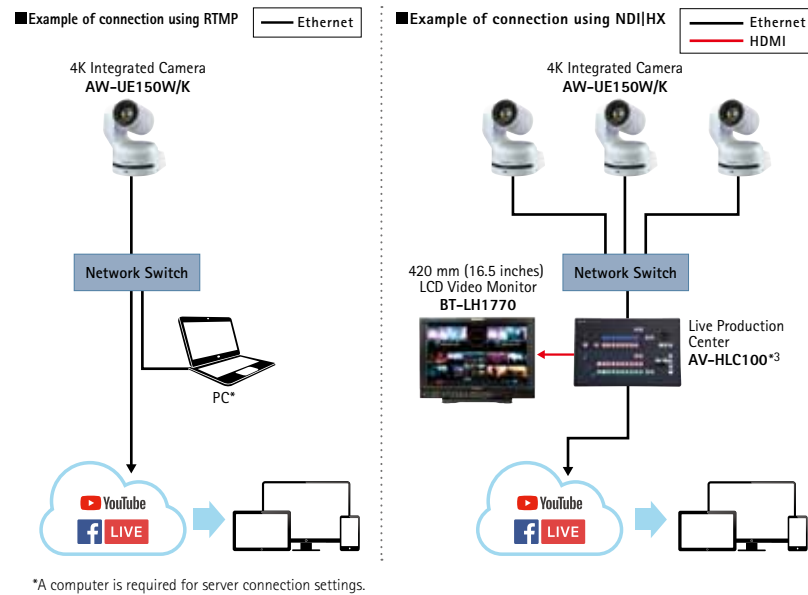 ■Example of connection using RTMP
Ethernet
4K Integrated Camera
AW-UE150W/K
Network Switch
PC*
YouTube
f LIVE
*A computer is required for server connection settings.
■Example of connection using NDI|HX
Ethernet
HDMI
4K Integrated Camera
AW-UE150W/K
Network Switch
420 mm (16.5 inches)
LCD Video Monitor
BT-LH1770
Live Production
Center
AV-HLC100*3
YouTube
f LIVE